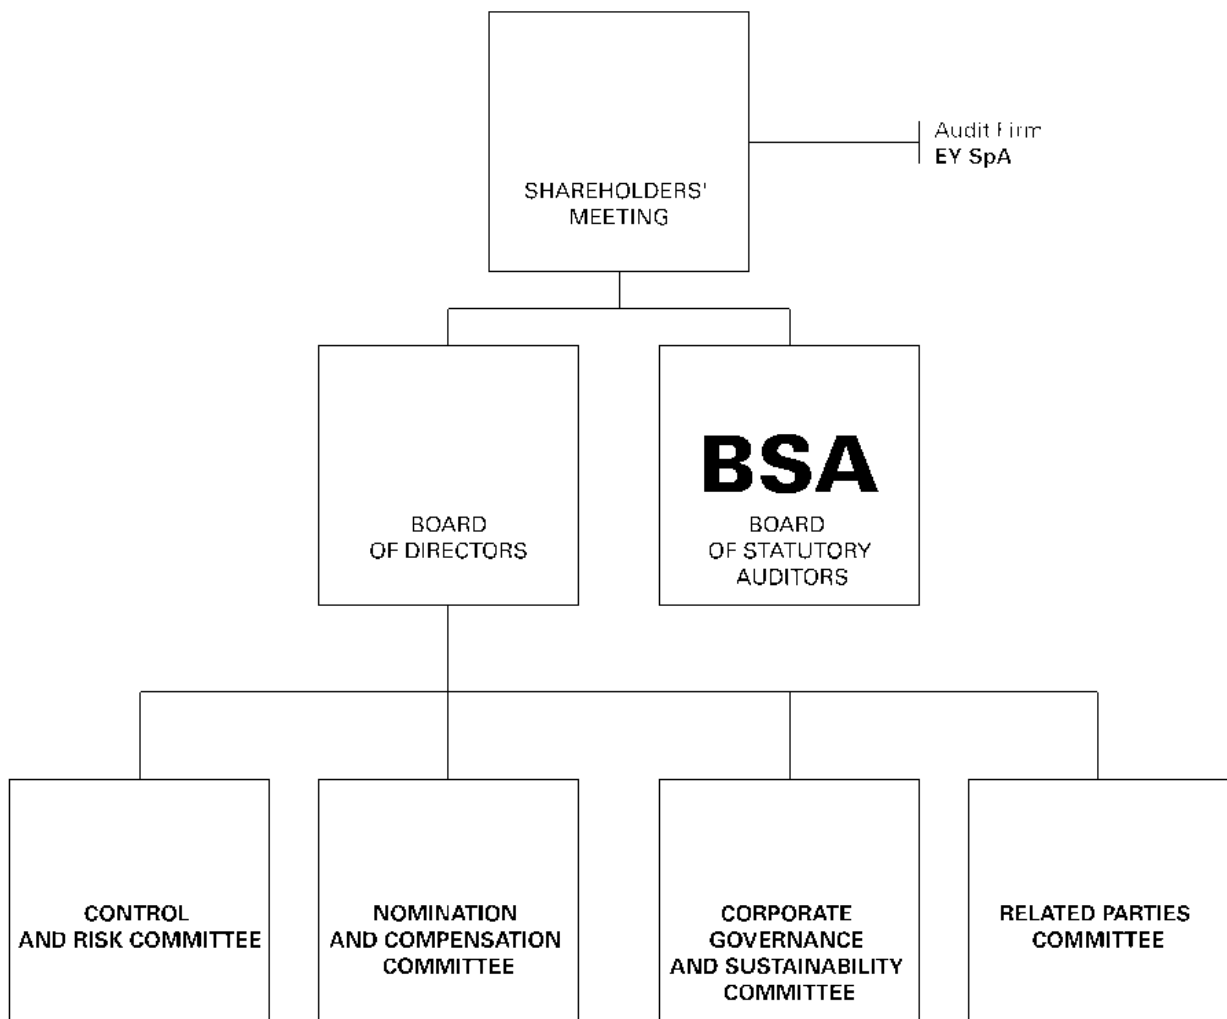 Audit Firm
EY SpA
SHAREHOLDERS'
MEETING
BOARD
OF DIRECTORS
BSA
BOARD
OF STATUTORY
AUDITORS
CONTROL
AND RISK COMMITTEE
NOMINATION
AND COMPENSATION
COMMITTEE
CORPORATE
GOVERNANCE
AND SUSTAINABILITY
COMMITTEE
RELATED PARTIES
COMMITTEE